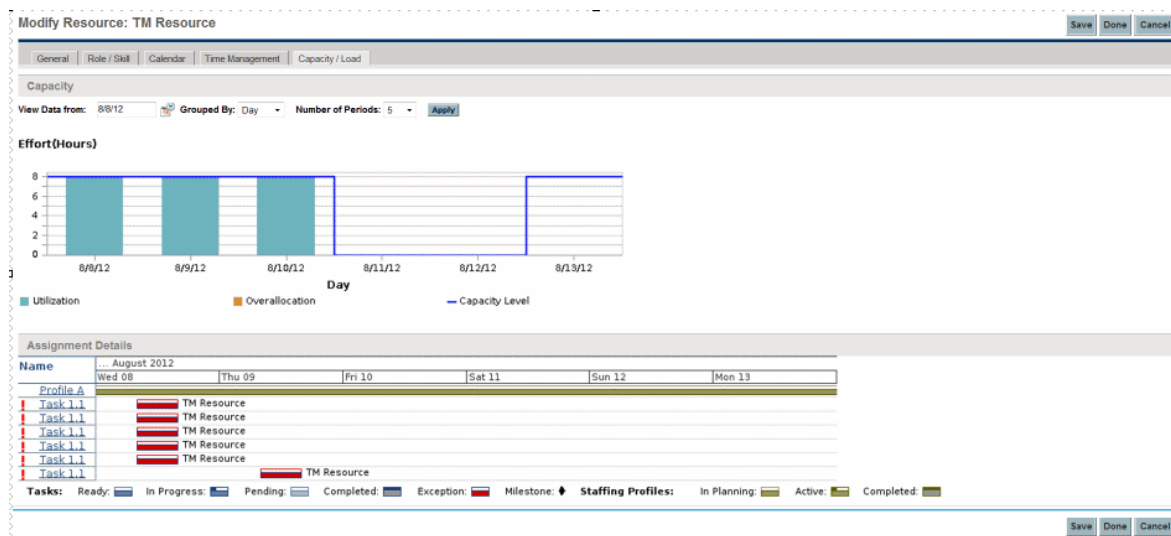 Modify Resource: TM Resource
Save Done Cancel
General Role / Skill Calendar Time Management Capacity / Load
Capacity
View Data from: 8/8/12 Grouped By: Day Number of Periods: 5 Apply
Effort(Hours)
8
6
4
2
0
8/8/12 8/9/12 8/10/12 8/11/12 8/12/12 8/13/12
Day
Utilization Overallocation Capacity Level
Assignment Details
Name ... August 2012
Wed 08 Thu 09 Fri 10 Sat 11 Sun 12 Mon 13
Profile A
! Task 1.1 TM Resource
! Task 1.1 TM Resource
! Task 1.1 TM Resource
! Task 1.1 TM Resource
! Task 1.1 TM Resource
! Task 1.1 TM Resource
Tasks: Ready: In Progress: Pending: Completed: Exception: Milestone: Staffing Profiles: In Planning: Active: Completed:
Save Done Cancel